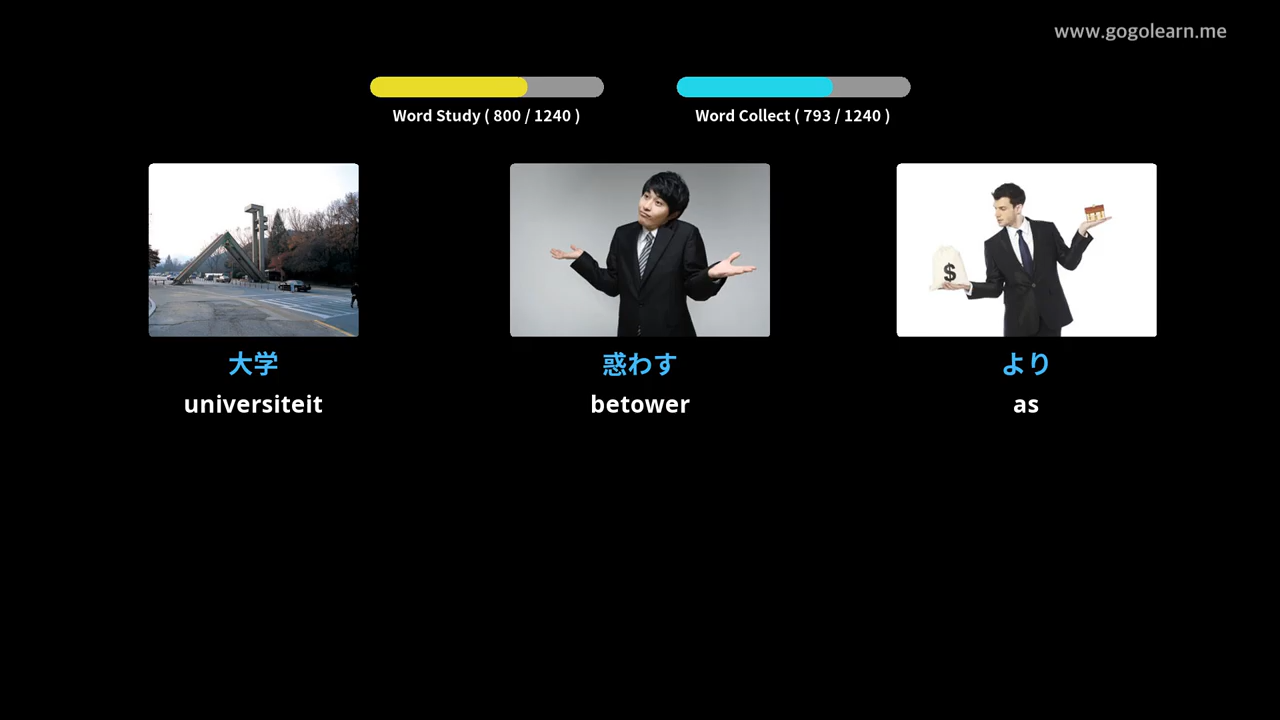 www.gogolearn.me
Word Study ( 800 / 1240 )
Word Collect ( 793 / 1240 )
$
大学
惑わす
より
universiteit
betower
as